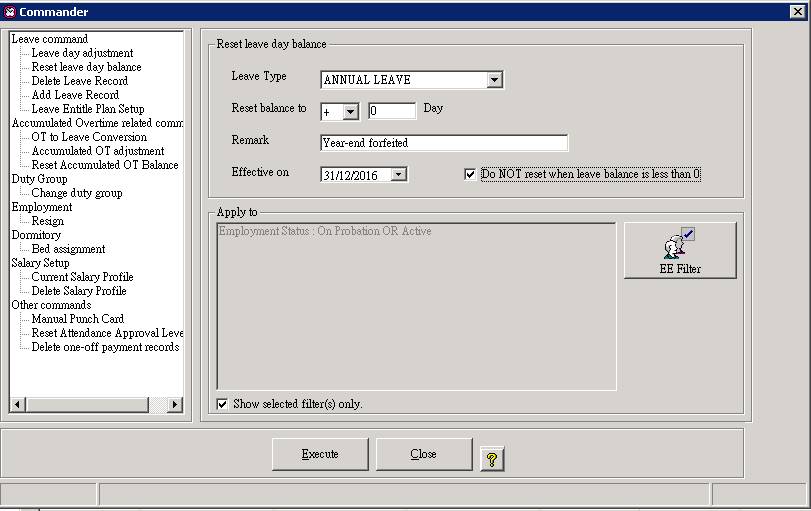 Commander
Leave command
Leave day adjustment
Reset leave day balance
Delete Leave Record
Add Leave Record
Leave Entitle Plan Setup
Accumulated Overtime related comm
OT to Leave Conversion
Accumulated OT adjustment
Reset Accumulated OT Balance
Duty Group
Change duty group
Employment
Resign
Dormitory
Bed assignment
Salary Setup
Current Salary Profile
Delete Salary Profile
Other commands
Manual Punch Card
Reset Attendance Approval Leve
Delete one-off payment records
Reset leave day balance
Leave Type ANNUAL LEAVE
Reset balance to + 0 Day
Remark Year-end forfeited
Effective on 31/12/2016 Do NOT reset when leave balance is less than 0
Apply to
Employment Status : On Probation OR Active
EE Filter
Show selected filter(s) only.
Execute Close ?